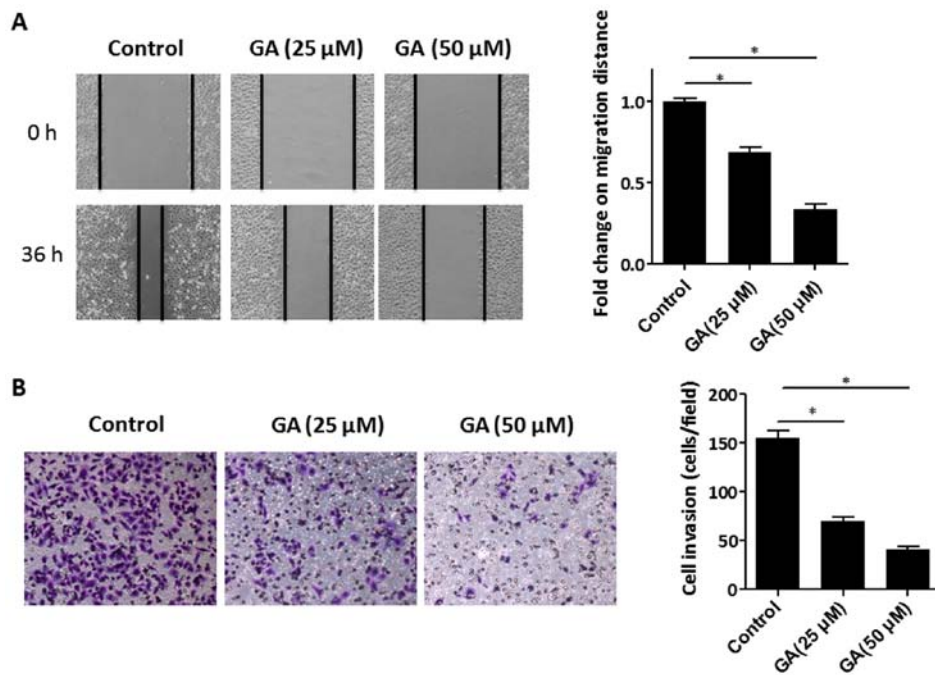 A
Control
GA (25 μM)
GA (50 μM)
0 h
36 h
Fold change on migration distance
1.0
0.5
0.0
*
*
Control
GA(25 μM)
GA(50 μM)
B
Control
GA (25 μM)
GA (50 μM)
Cell invasion (cells/field)
200
150
100
50
0
*
*
Control
GA(25 μM)
GA(50 μM)